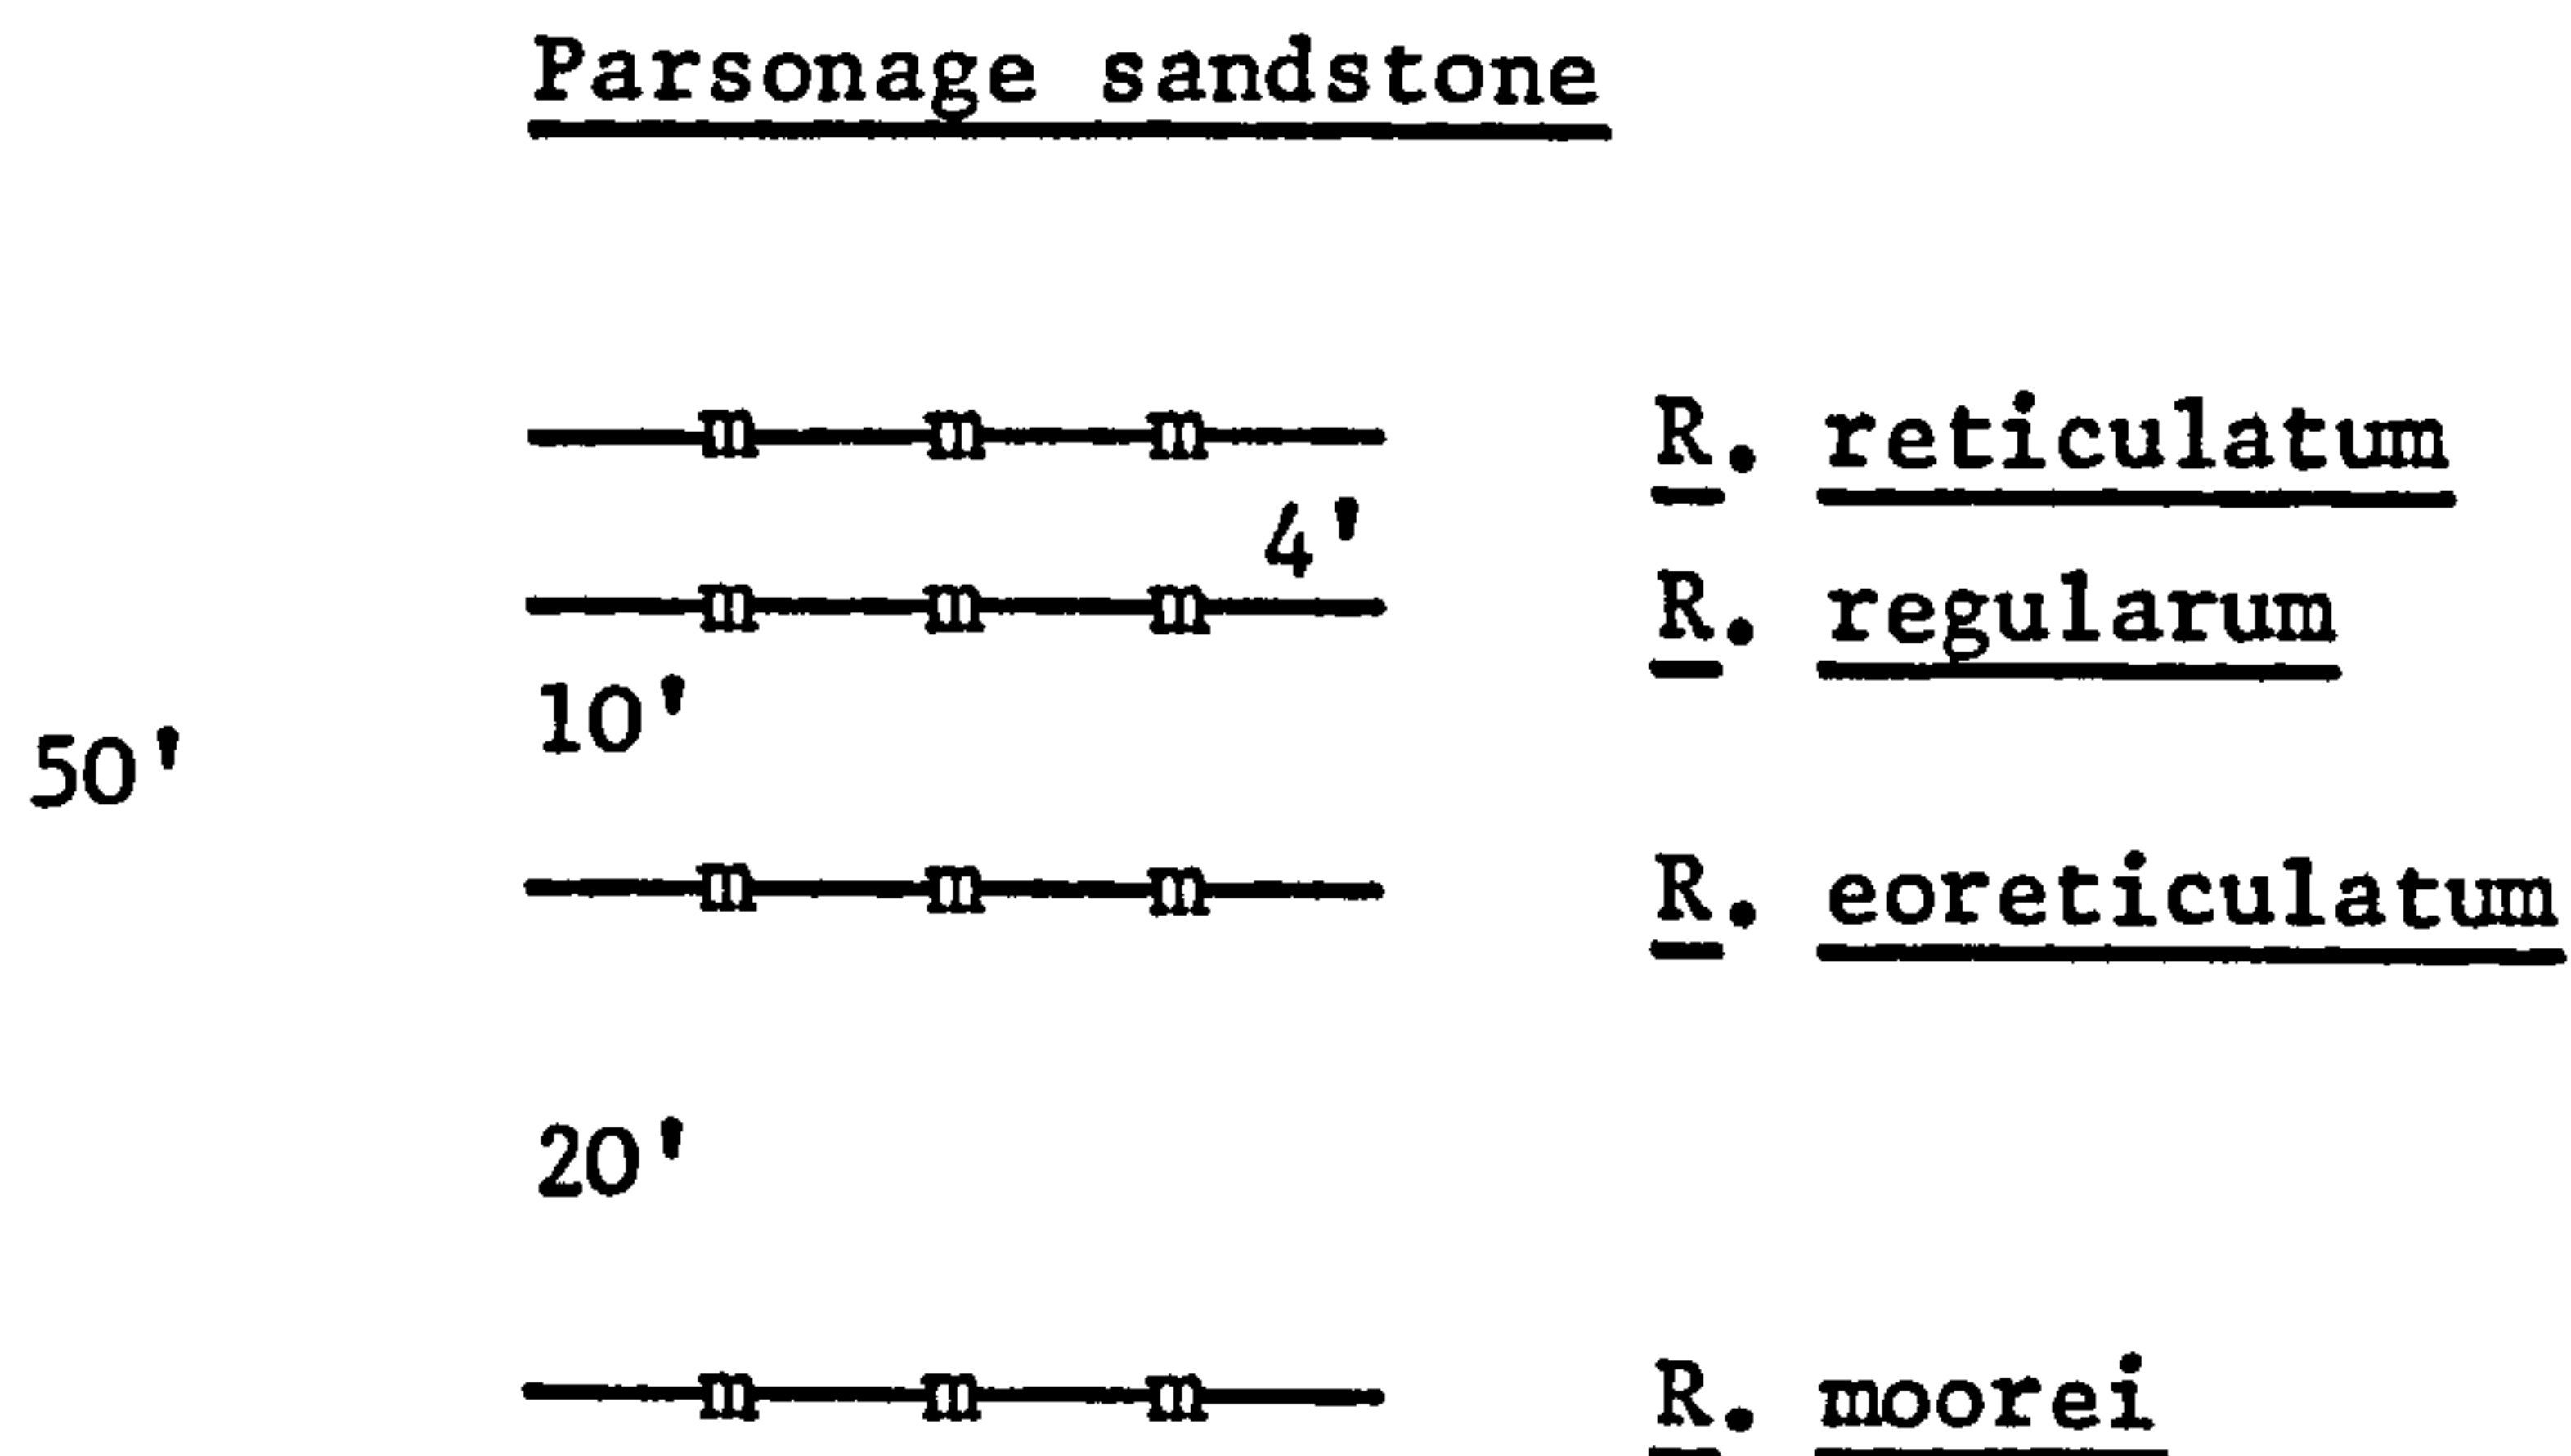 Parsonage sandstone
m m m R. reticulatum
4'
m m m R. regularum
10'
50'
m m m R. eoreticulatum
20'
m m m R. moorei